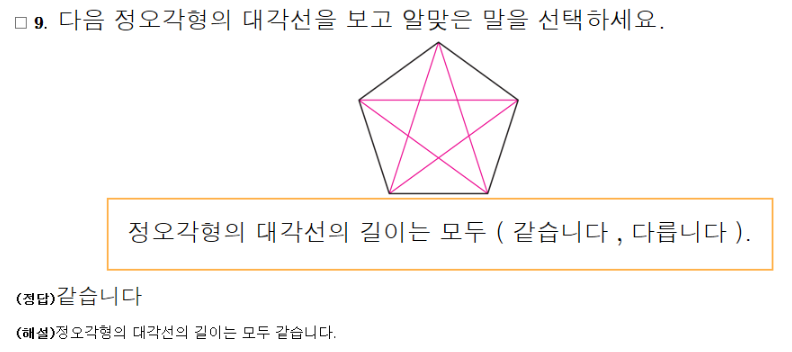 □ 9. 다음 정오각형의 대각선을 보고 알맞은 말을 선택하세요.
정오각형의 대각선의 길이는 모두 ( 같습니다 , 다릅니다 ).
(정답)같습니다
(해설)정오각형의 대각선의 길이는 모두 같습니다.